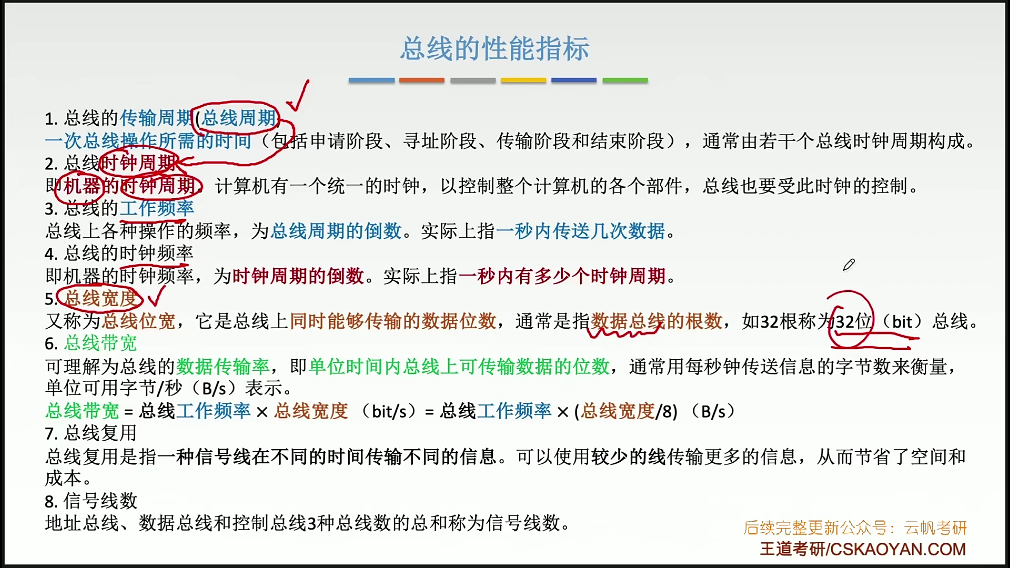 总线的性能指标
1. 总线的传输周期(总线周期)
一次总线操作所需的时间（包括申请阶段、寻址阶段、传输阶段和结束阶段），通常由若干个总线时钟周期构成。
2. 总线时钟周期
即机器的时钟周期。计算机有一个统一的时钟，以控制整个计算机的各个部件，总线也要受此时钟的控制。
3. 总线的工作频率
总线上各种操作的频率，为总线周期的倒数。实际上指一秒内传送几次数据。
4. 总线的时钟频率
即机器的时钟频率，为时钟周期的倒数。实际上指一秒内有多少个时钟周期。
5. 总线宽度
又称为总线位宽，它是总线上同时能够传输的数据位数，通常是指数据总线的根数，如32根称为32位（bit）总线。
6. 总线带宽
可理解为总线的数据传输率，即单位时间内总线上可传输数据的位数，通常用每秒钟传送信息的字节数来衡量，
单位可用字节/秒（B/s）表示。
总线带宽 = 总线工作频率 × 总线宽度 （bit/s）= 总线工作频率 × (总线宽度/8) （B/s）
7. 总线复用
总线复用是指一种信号线在不同的时间传输不同的信息。可以使用较少的线传输更多的信息，从而节省了空间和
成本。
8. 信号线数
地址总线、数据总线和控制总线3种总线数的总和称为信号线数。
后续完整更新公众号：云帆考研
王道考研/CSKAOYAN.COM